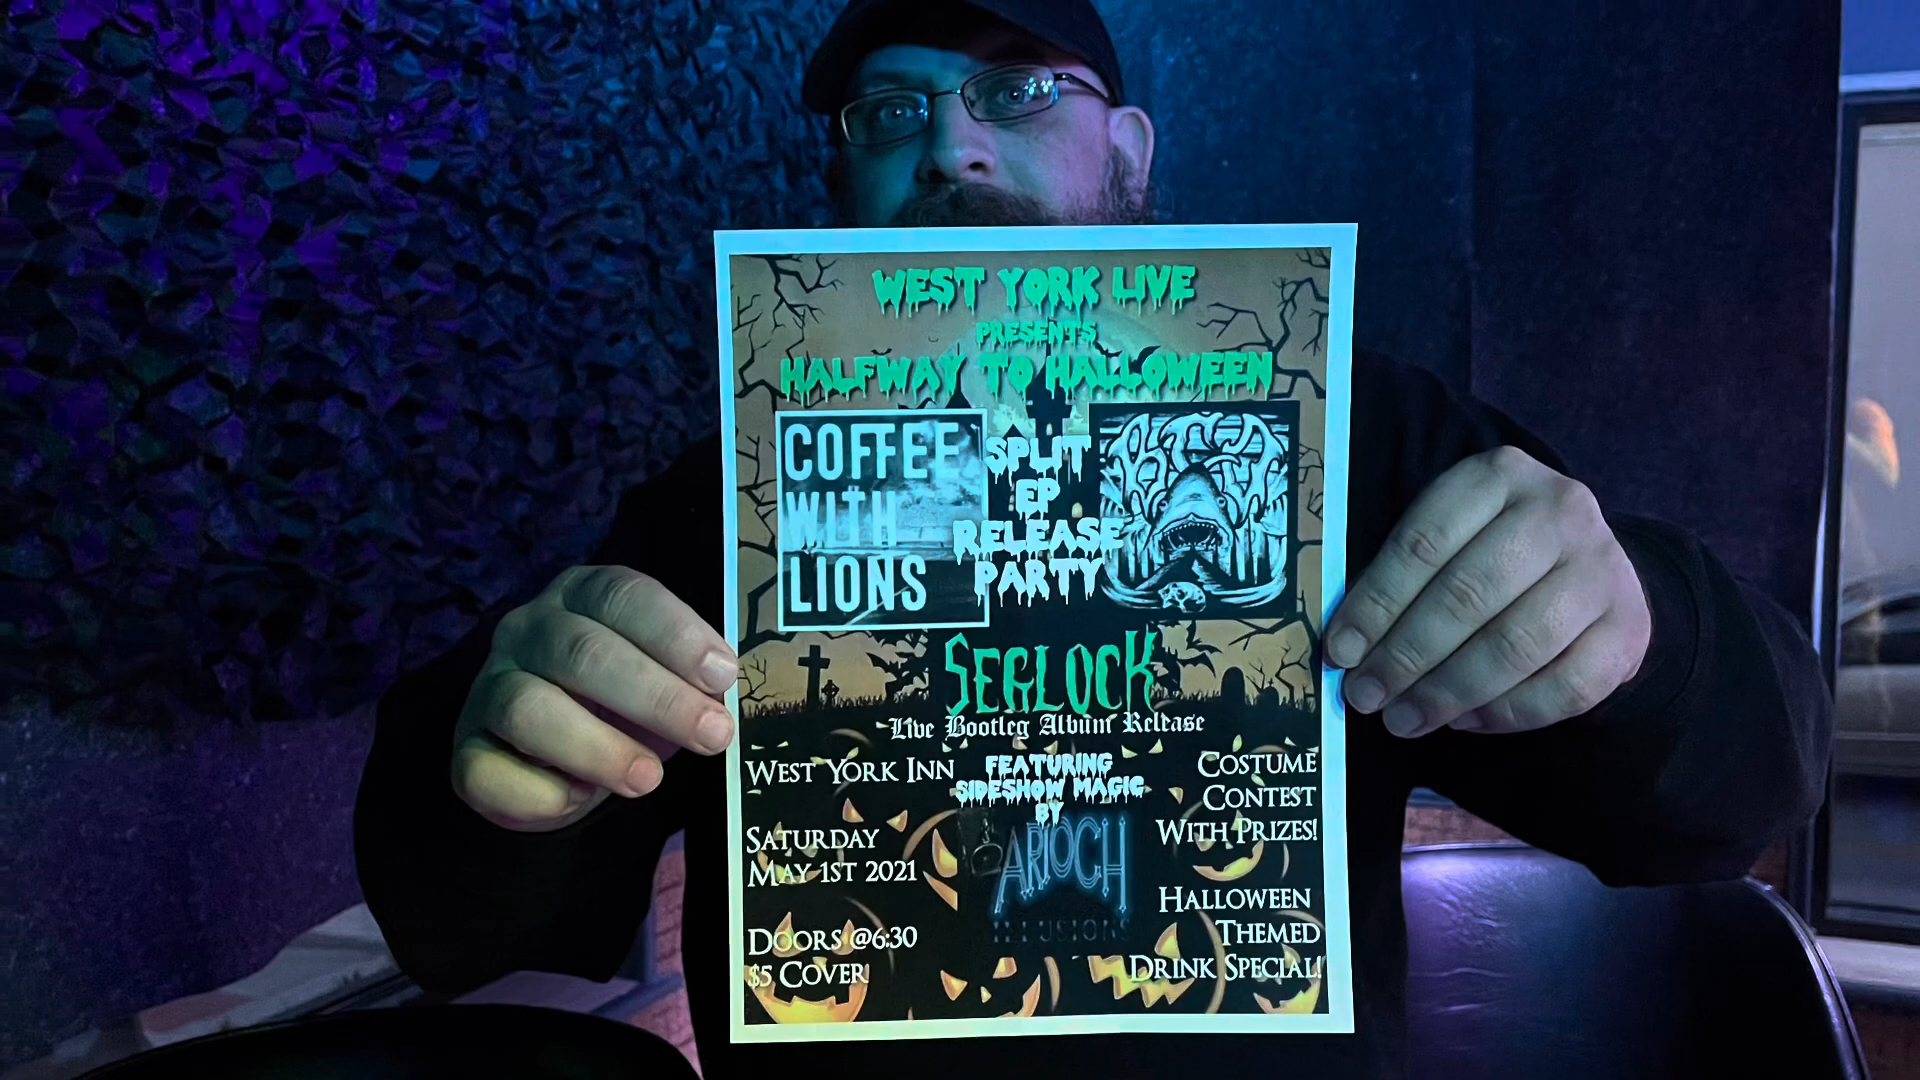 WEST YORK LIVE
PRESENTS
HALFWAY TO HALLOWEEN
COFFEE
WITH
LIONS
SPLIT
EP
RELEASE
PARTY
SEGLOCK
Live Bootleg Album Release
WEST YORK INN
SATURDAY
MAY 1ST 2021
DOORS @6:30
$5 COVER
FEATURING
SIDESHOW MAGIC
BY
ARIOCH
ILLUSIONS
COSTUME
CONTEST
WITH PRIZES!
HALLOWEEN
THEMED
DRINK SPECIAL!